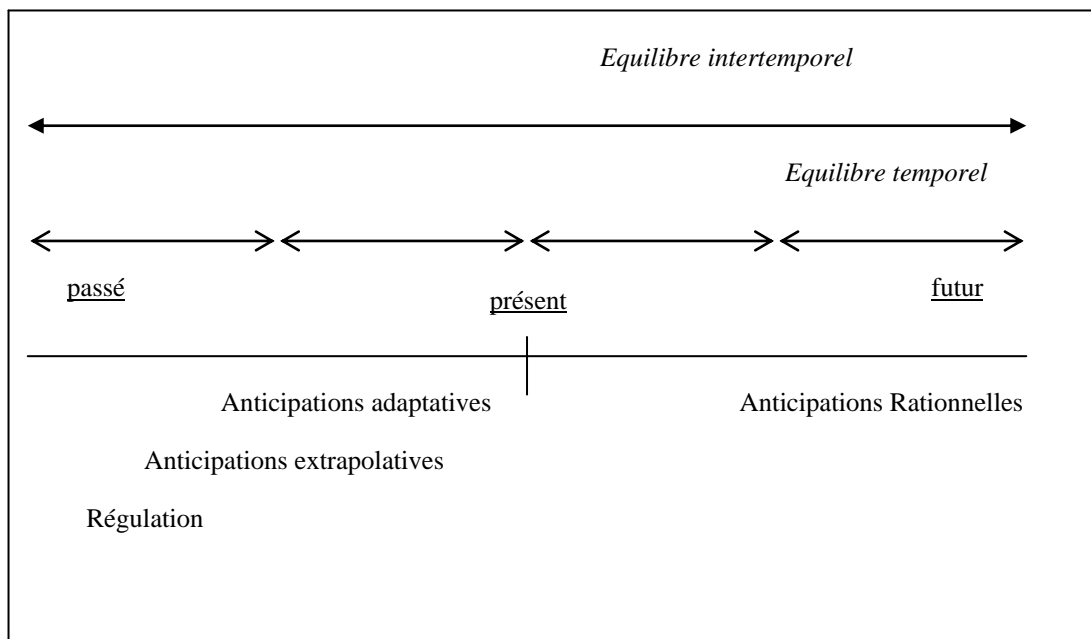 Equilibre intertemporel
Equilibre temporel
passé
présent
futur
Anticipations adaptatives
Anticipations Rationnelles
Anticipations extrapolatives
Régulation